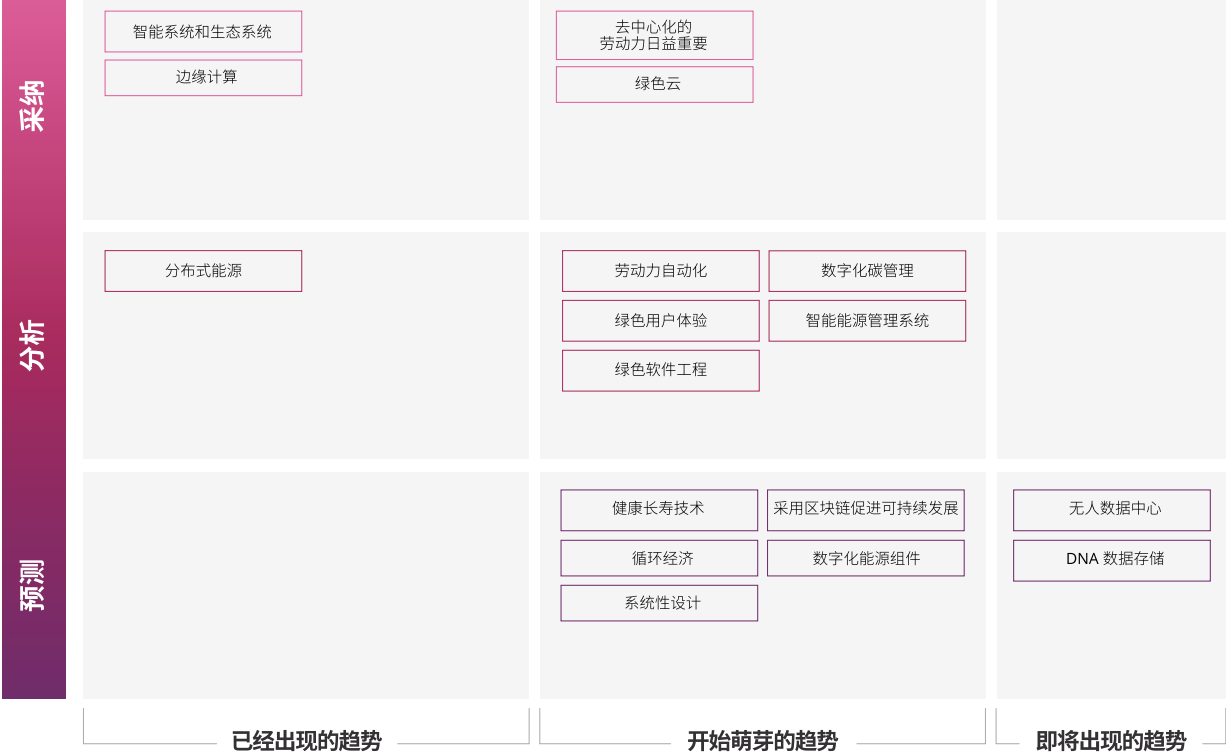 采纳
智能系统和生态系统
边缘计算
去中心化的
劳动力日益重要
绿色云
分析
分布式能源
劳动力自动化
数字化碳管理
绿色用户体验
智能能源管理系统
绿色软件工程
预测
健康长寿技术
采用区块链促进可持续发展
循环经济
数字化能源组件
系统性设计
无人数据中心
DNA 数据存储
已经出现的趋势
开始萌芽的趋势
即将出现的趋势